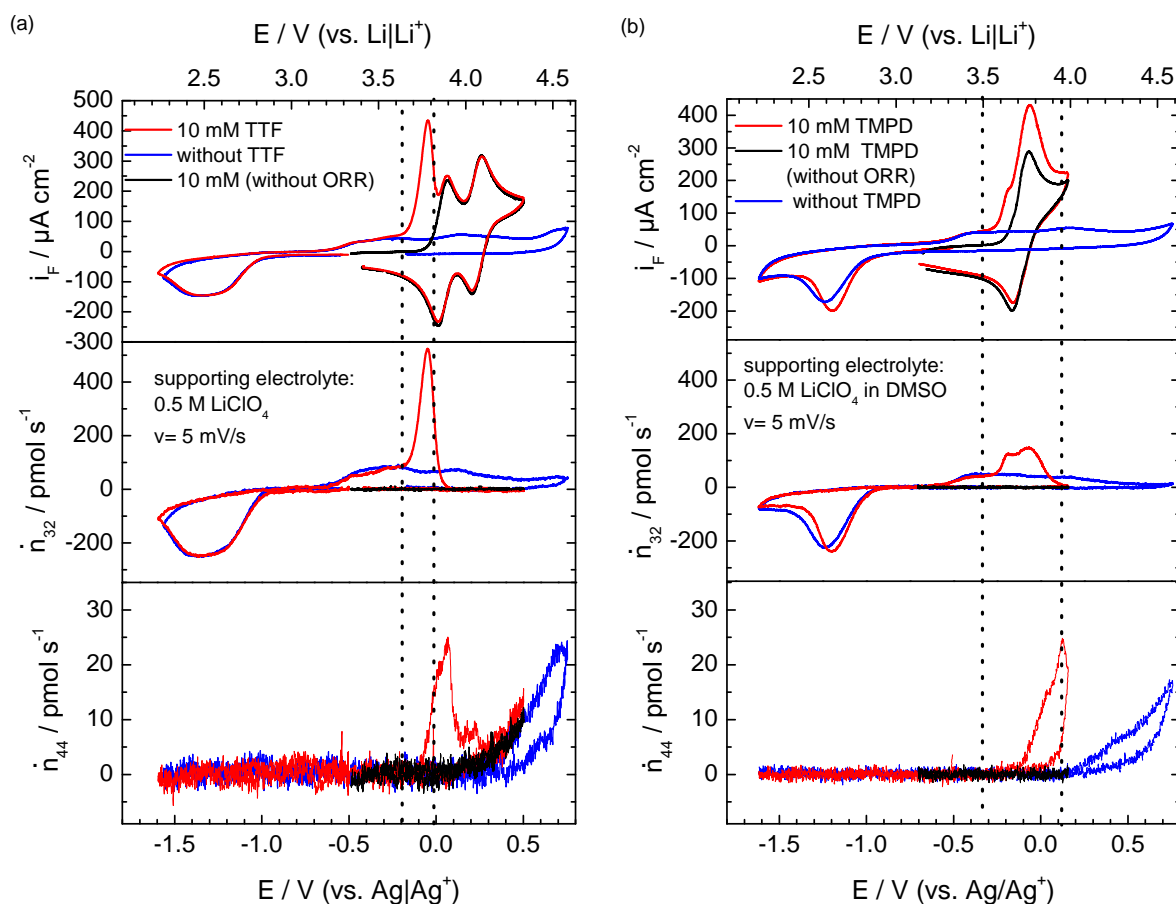 (a)
E / V (vs. Li|Li⁺)
2.5 3.0 3.5 4.0 4.5
500
400
300
200
100
0
-100
-200
-300
i_F / µA cm⁻²
10 mM TTF
without TTF
10 mM (without ORR)
400
200
0
-200
ṅ₃₂ / pmol s⁻¹
supporting electrolyte:
0.5 M LiClO₄
v= 5 mV/s
30
20
10
0
ṅ₄₄ / pmol s⁻¹
-1.5 -1.0 -0.5 0.0 0.5
E / V (vs. Ag|Ag⁺)
(b)
E / V (vs. Li|Li⁺)
2.5 3.0 3.5 4.0 4.5
400
300
200
100
0
-100
-200
i_F / µA cm⁻²
10 mM TMPD
10 mM TMPD
(without ORR)
without TMPD
400
200
0
-200
ṅ₃₂ / pmol s⁻¹
supporting electrolyte:
0.5 M LiClO₄ in DMSO
v= 5 mV/s
30
20
10
0
ṅ₄₄ / pmol s⁻¹
-1.5 -1.0 -0.5 0.0 0.5
E / V (vs. Ag/Ag⁺)